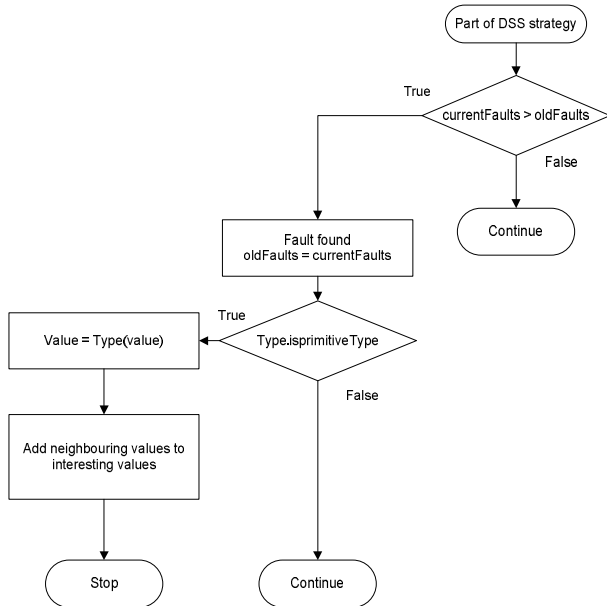 Part of DSS strategy
True
currentFaults > oldFaults
False
Continue
Fault found
oldFaults = currentFaults
True
Value = Type(value)
Type.isprimitiveType
False
Add neighbouring values to
interesting values
Stop
Continue